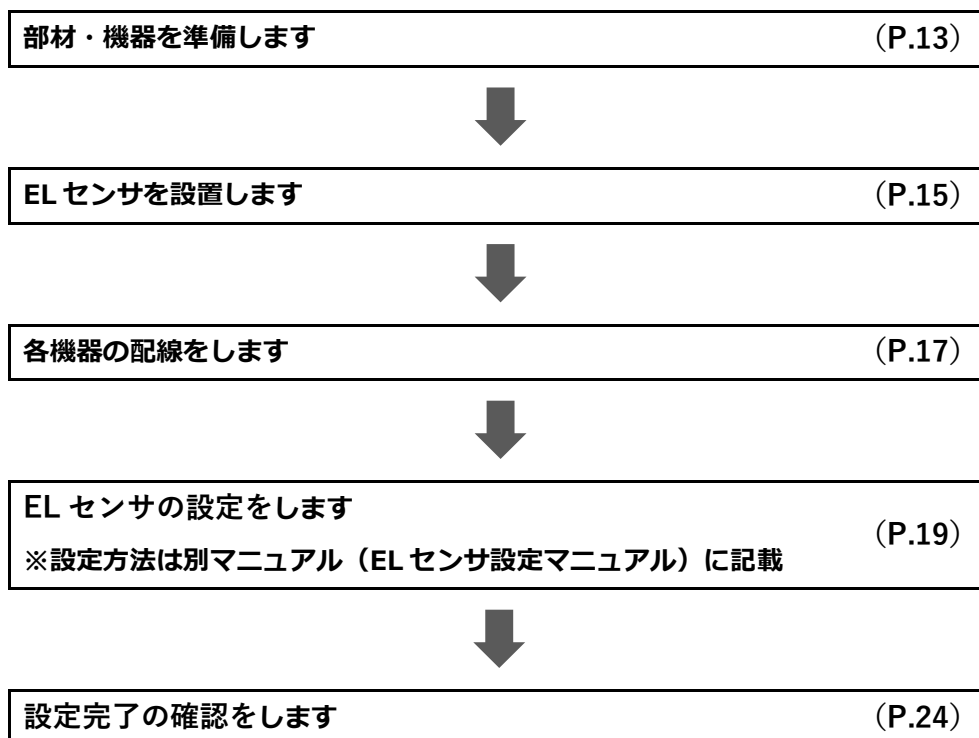 部材・機器を準備します （P.13）
EL センサを設置します （P.15）
各機器の配線をします （P.17）
EL センサの設定をします （P.19）
※設定方法は別マニュアル（EL センサ設定マニュアル）に記載
設定完了の確認をします （P.24）